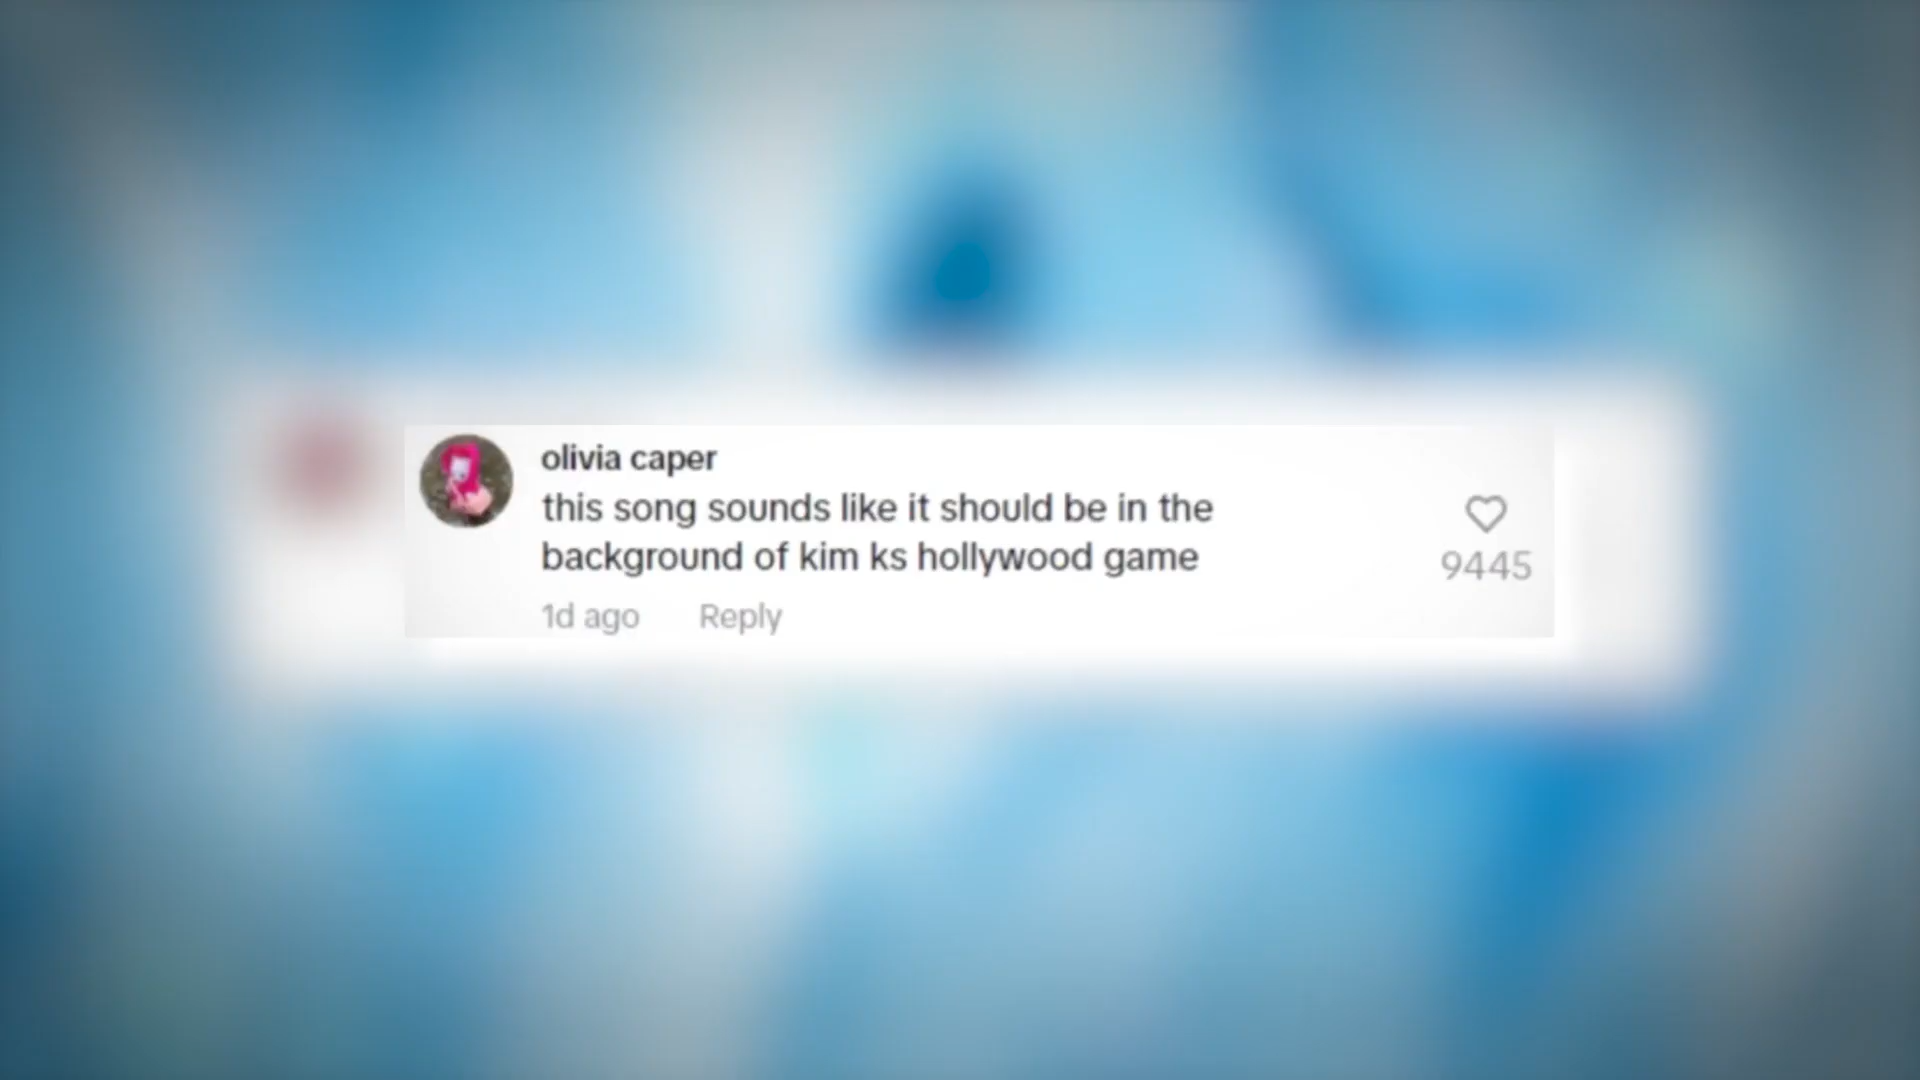 olivia caper
this song sounds like it should be in the
background of kim ks hollywood game
9445
1d ago Reply